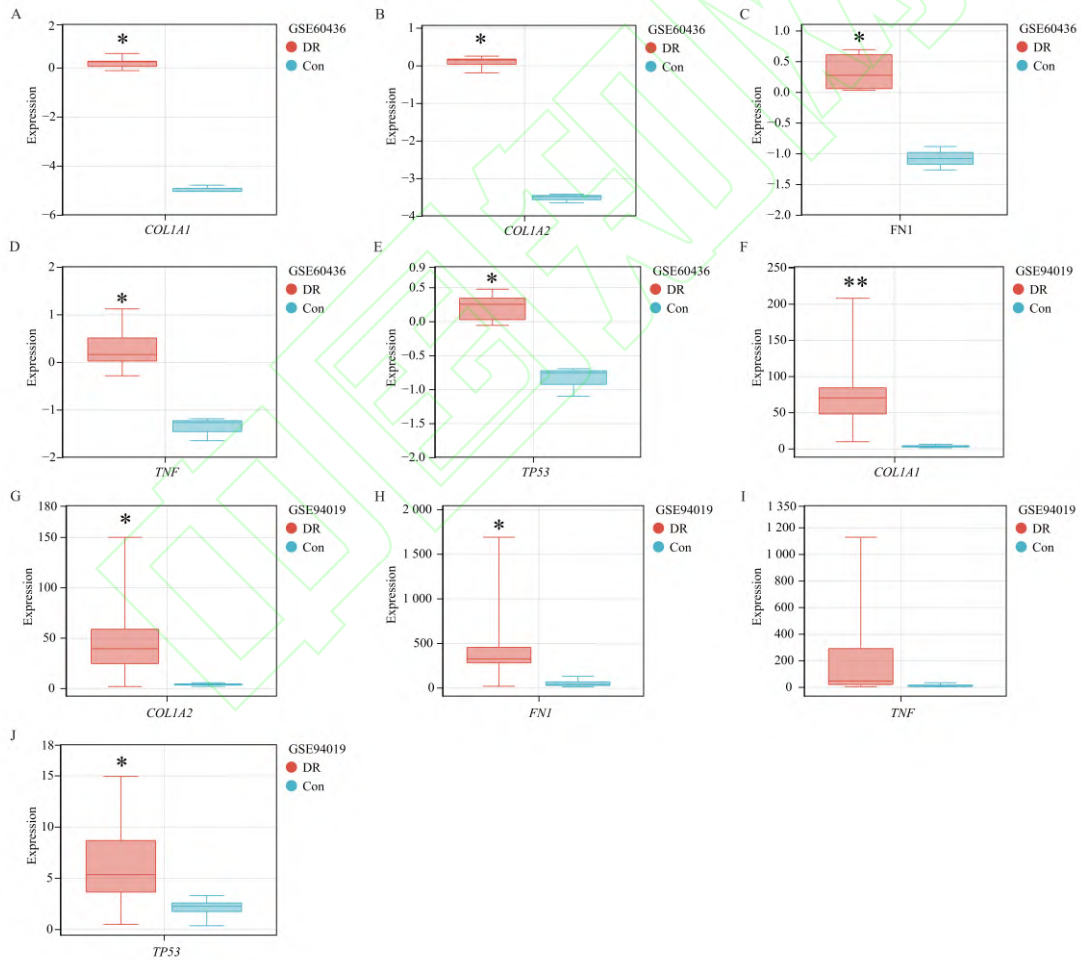 A
GSE60436
DR
Con
*
Expression
2
0
−2
−4
−6
COL1A1
B
GSE60436
DR
Con
*
Expression
1
0
−1
−2
−3
−4
COL1A2
C
GSE60436
DR
Con
*
Expression
1.0
0.5
0.0
−0.5
−1.0
−1.5
−2.0
FN1
D
GSE60436
DR
Con
*
Expression
2
1
0
−1
−2
TNF
E
GSE60436
DR
Con
*
Expression
0.9
0.5
0.0
−0.5
−1.0
−1.5
−2.0
TP53
F
GSE94019
DR
Con
**
Expression
250
200
150
100
50
0
COL1A1
G
GSE94019
DR
Con
*
Expression
180
150
100
50
0
COL1A2
H
GSE94019
DR
Con
*
Expression
2 000
1 500
1 000
500
0
FN1
I
GSE94019
DR
Con
Expression
1 350
1 200
1 000
800
600
400
200
0
TNF
J
GSE94019
DR
Con
*
Expression
18
15
10
5
0
TP53